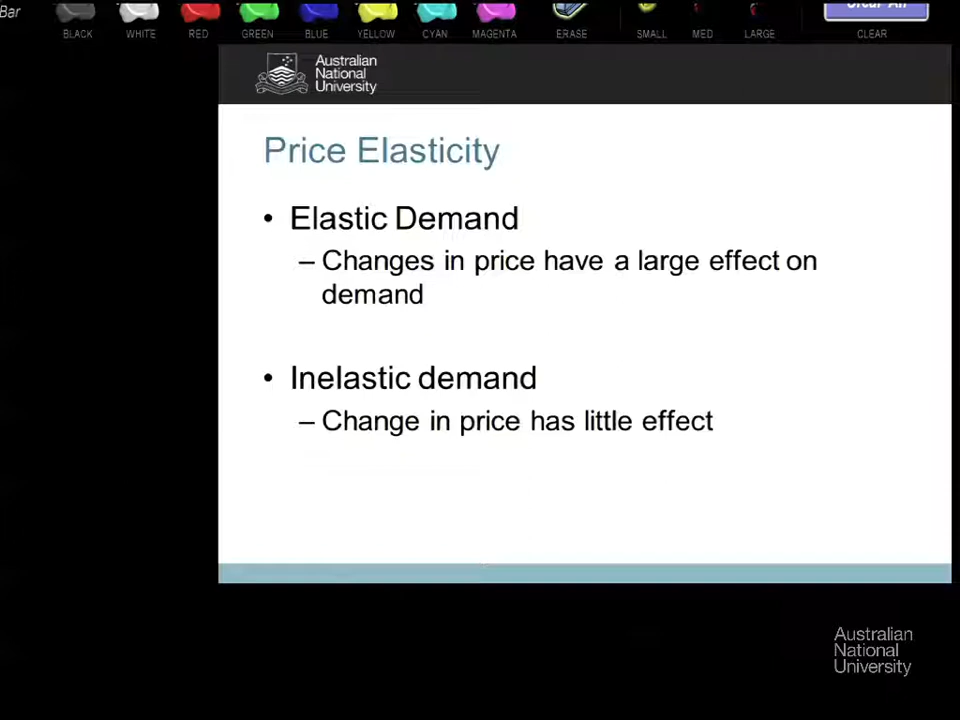 Bar
BLACK WHITE RED GREEN BLUE YELLOW CYAN MAGENTA ERASE SMALL MED LARGE CLEAR
Australian
National
University
Price Elasticity
• Elastic Demand
– Changes in price have a large effect on
demand
• Inelastic demand
– Change in price has little effect
Australian
National
University